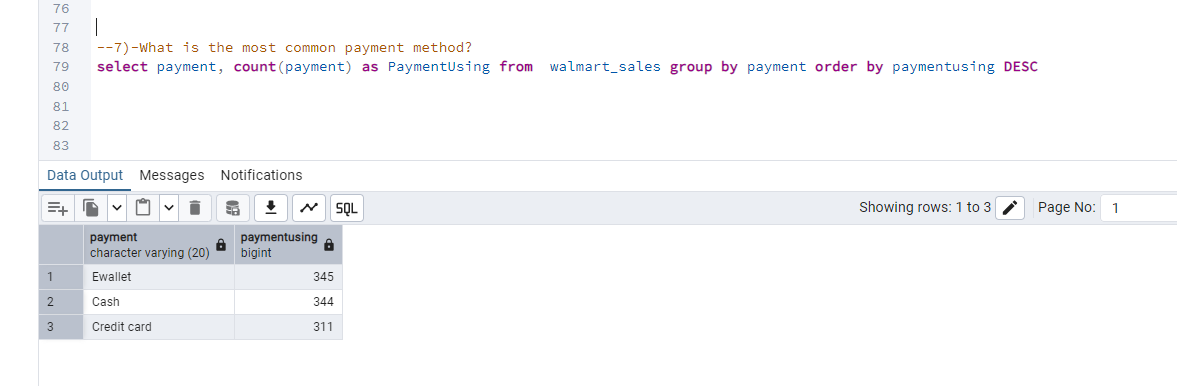 76
77
78 --7)-What is the most common payment method?
79 select payment, count(payment) as PaymentUsing from  walmart_sales group by payment order by paymentusing DESC
80
81
82
83
Data Output Messages Notifications
SQL Showing rows: 1 to 3 Page No: 1
payment paymentusing
character varying (20) bigint
1 Ewallet 345
2 Cash 344
3 Credit card 311